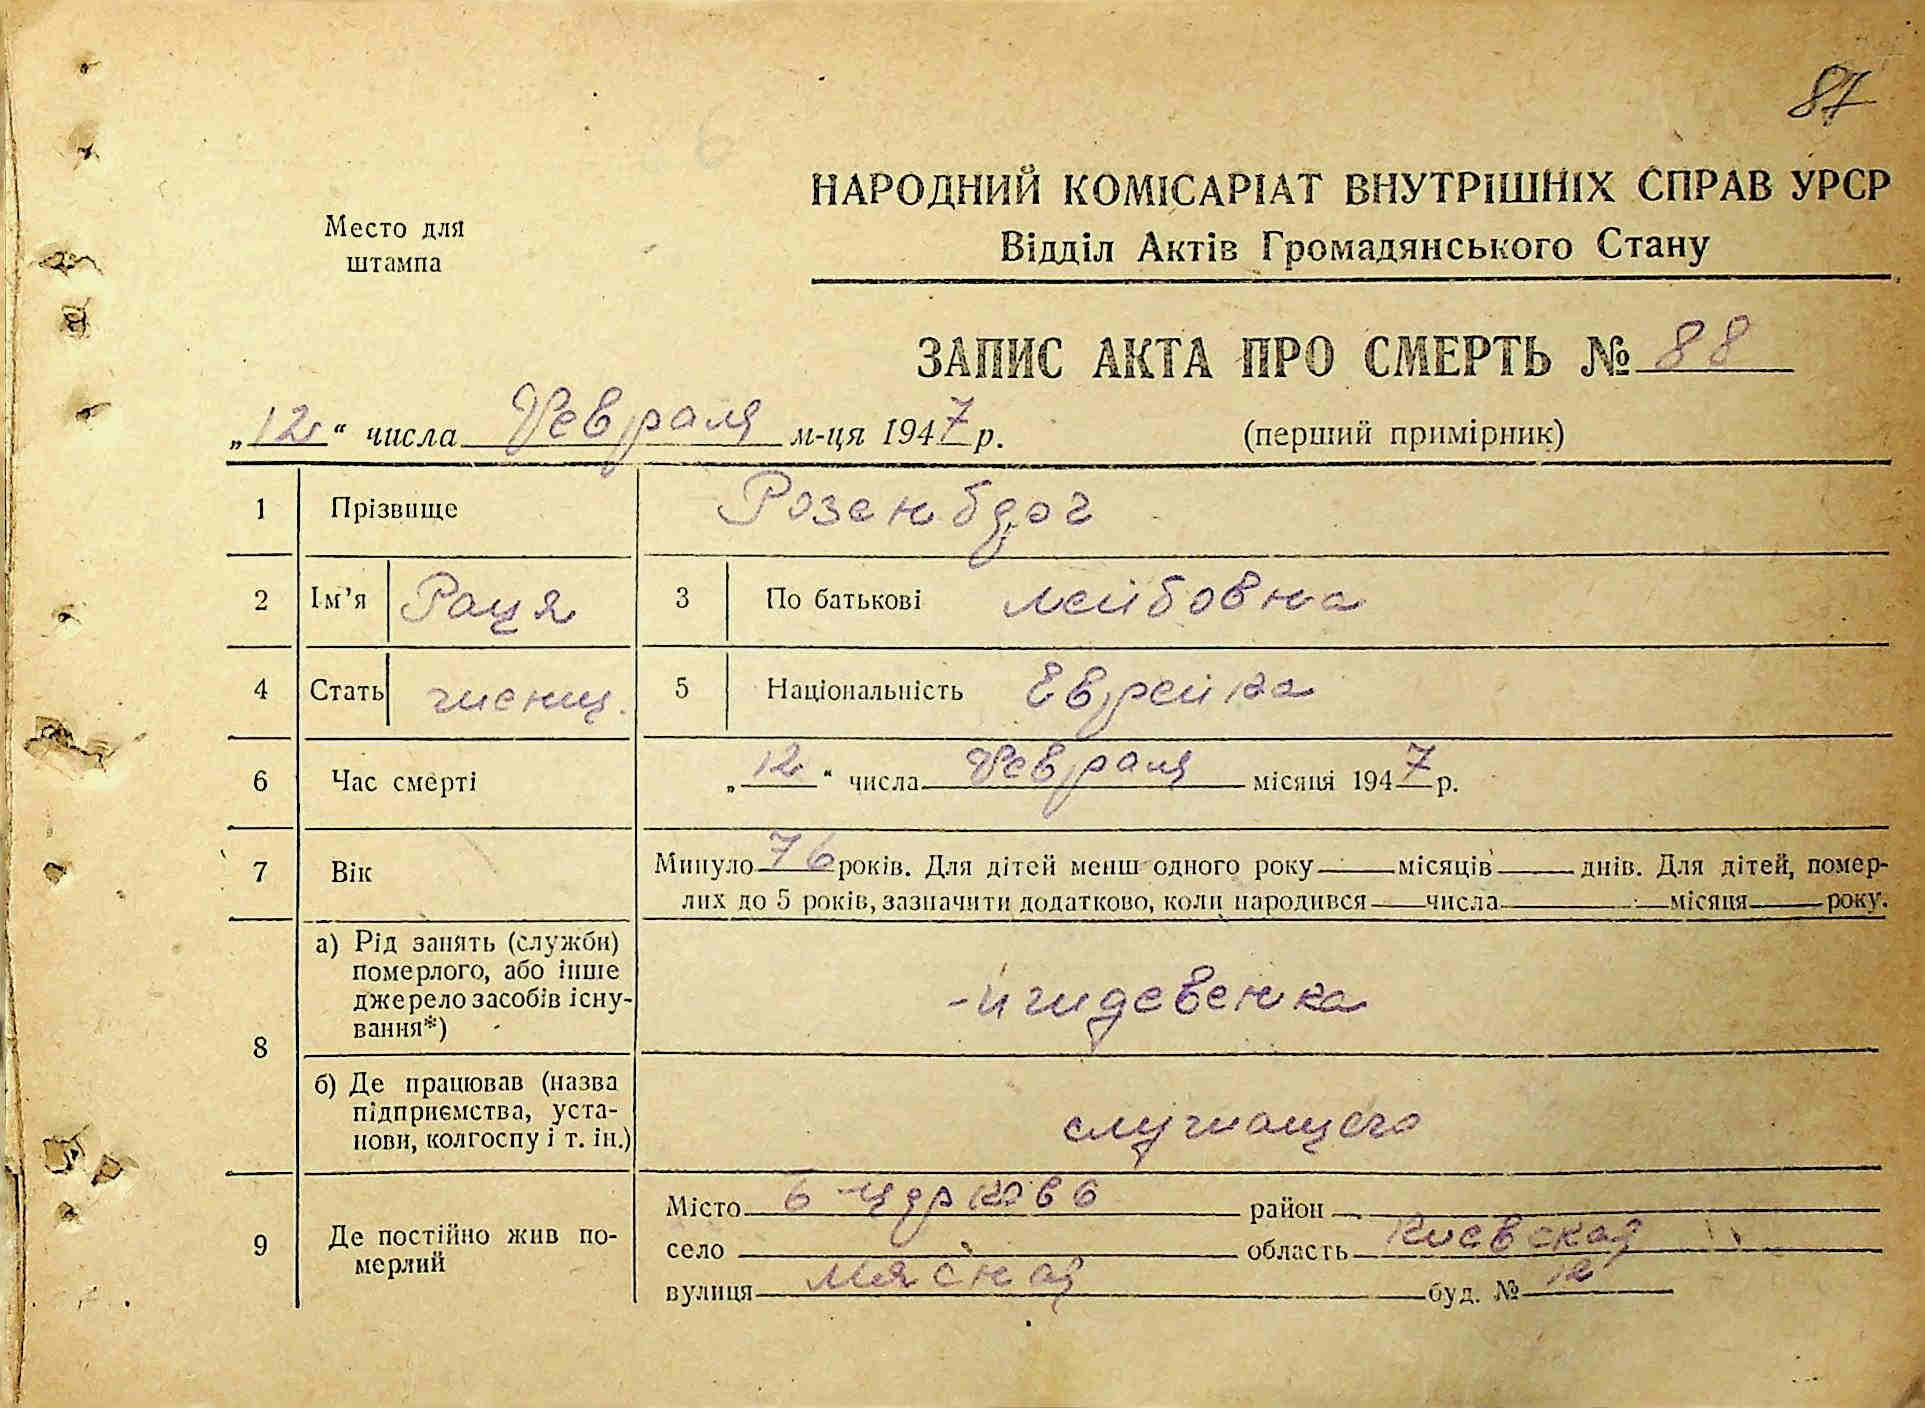 87
НАРОДНИЙ КОМІСАРІАТ ВНУТРІШНІХ СПРАВ УРСР
Відділ Актів Громадянського Стану
Место для
штампа
ЗАПИС АКТА ПРО СМЕРТЬ № 88
„12“ числа Февраля м-ця 1947 р.
(перший примірник)
1 Прізвище Розенбург
2 Ім’я Рация 3 По батькові Лейбовна
4 Стать женщ. 5 Національність Еврейка
6 Час смерті „12“ числа Февраля місяця 1947 р.
7 Вік Минуло 76 років. Для дітей менш одного року місяців днів. Для дітей, помер-
лих до 5 років, зазначити додатково, коли народився числа місяця року.
8
а) Рід занять (служби)
померлого, або інше
джерело засобів існу-
вання*)
- иждевенка
б) Де працював (назва
підприємства, уста-
нови, колгоспу і т. ін.)
служащего
9 Де постійно жив по-
мерлий
Місто Б-Церковь район
село область Киевская
вулиця Мясная буд. № 12